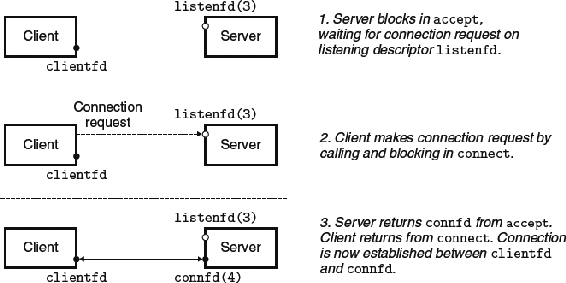 listenfd(3)
Client
Server
clientfd
1. Server blocks in accept,
waiting for connection request on
listening descriptor listenfd.
Connection
request
listenfd(3)
Client
Server
clientfd
2. Client makes connection request by
calling and blocking in connect.
listenfd(3)
Client
Server
clientfd
connfd(4)
3. Server returns connfd from accept.
Client returns from connect. Connection
is now established between clientfd
and connfd.